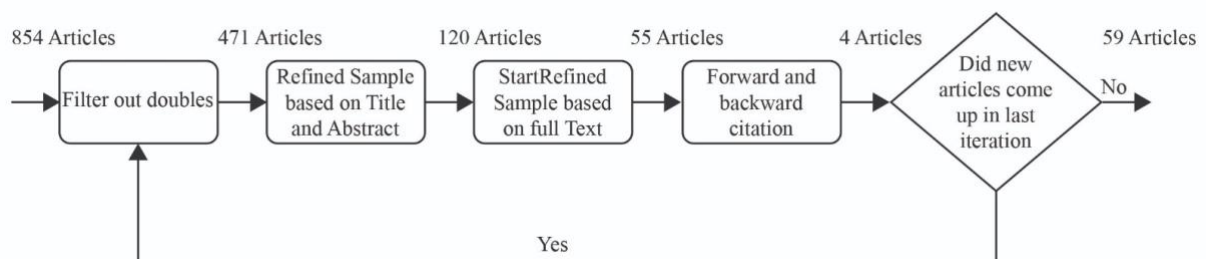 854 Articles
471 Articles
120 Articles
55 Articles
4 Articles
59 Articles
Filter out doubles
Refined Sample
based on Title
and Abstract
StartRefined
Sample based
on full Text
Forward and
backward
citation
Did new
articles come
up in last
iteration
No
Yes